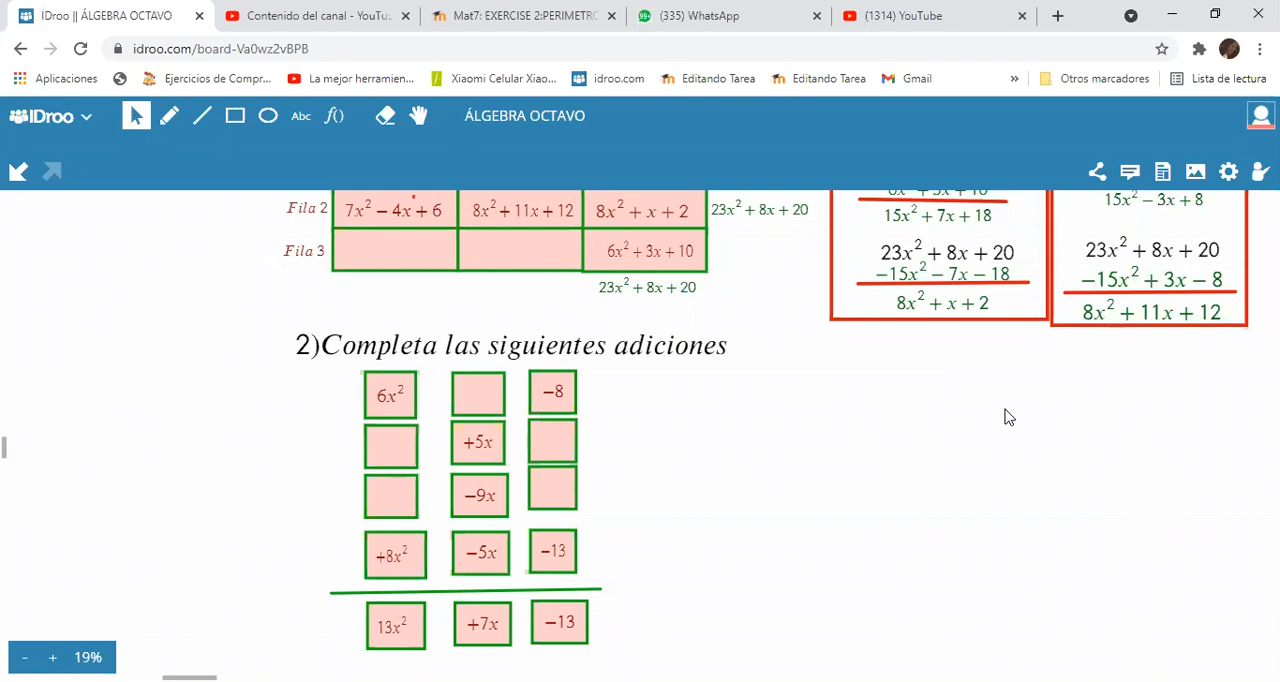 IDroo || ÁLGEBRA OCTAVO
Contenido del canal - YouTu
Mat7: EXERCISE 2:PERIMETRO
99+
(335) WhatsApp
(1314) YouTube
idroo.com/board-Va0wz2vBPB
Aplicaciones
Ejercicios de Compr...
La mejor herramien...
Xiaomi Celular Xiao...
idroo.com
Editando Tarea
Editando Tarea
Gmail
»
Otros marcadores
Lista de lectura
IDroo
Abc
f()
ÁLGEBRA OCTAVO
Fila 2 7x² − 4x + 6 8x² + 11x + 12 8x² + x + 2 23x² + 8x + 20
Fila 3 6x² + 3x + 10
23x² + 8x + 20
15x² + 7x + 18
23x² + 8x + 20
−15x² − 7x − 18
8x² + x + 2
15x² − 3x + 8
23x² + 8x + 20
−15x² + 3x − 8
8x² + 11x + 12
2)Completa las siguientes adiciones
6x² −8
+5x
−9x
+8x² −5x −13
13x² +7x −13
- + 19%